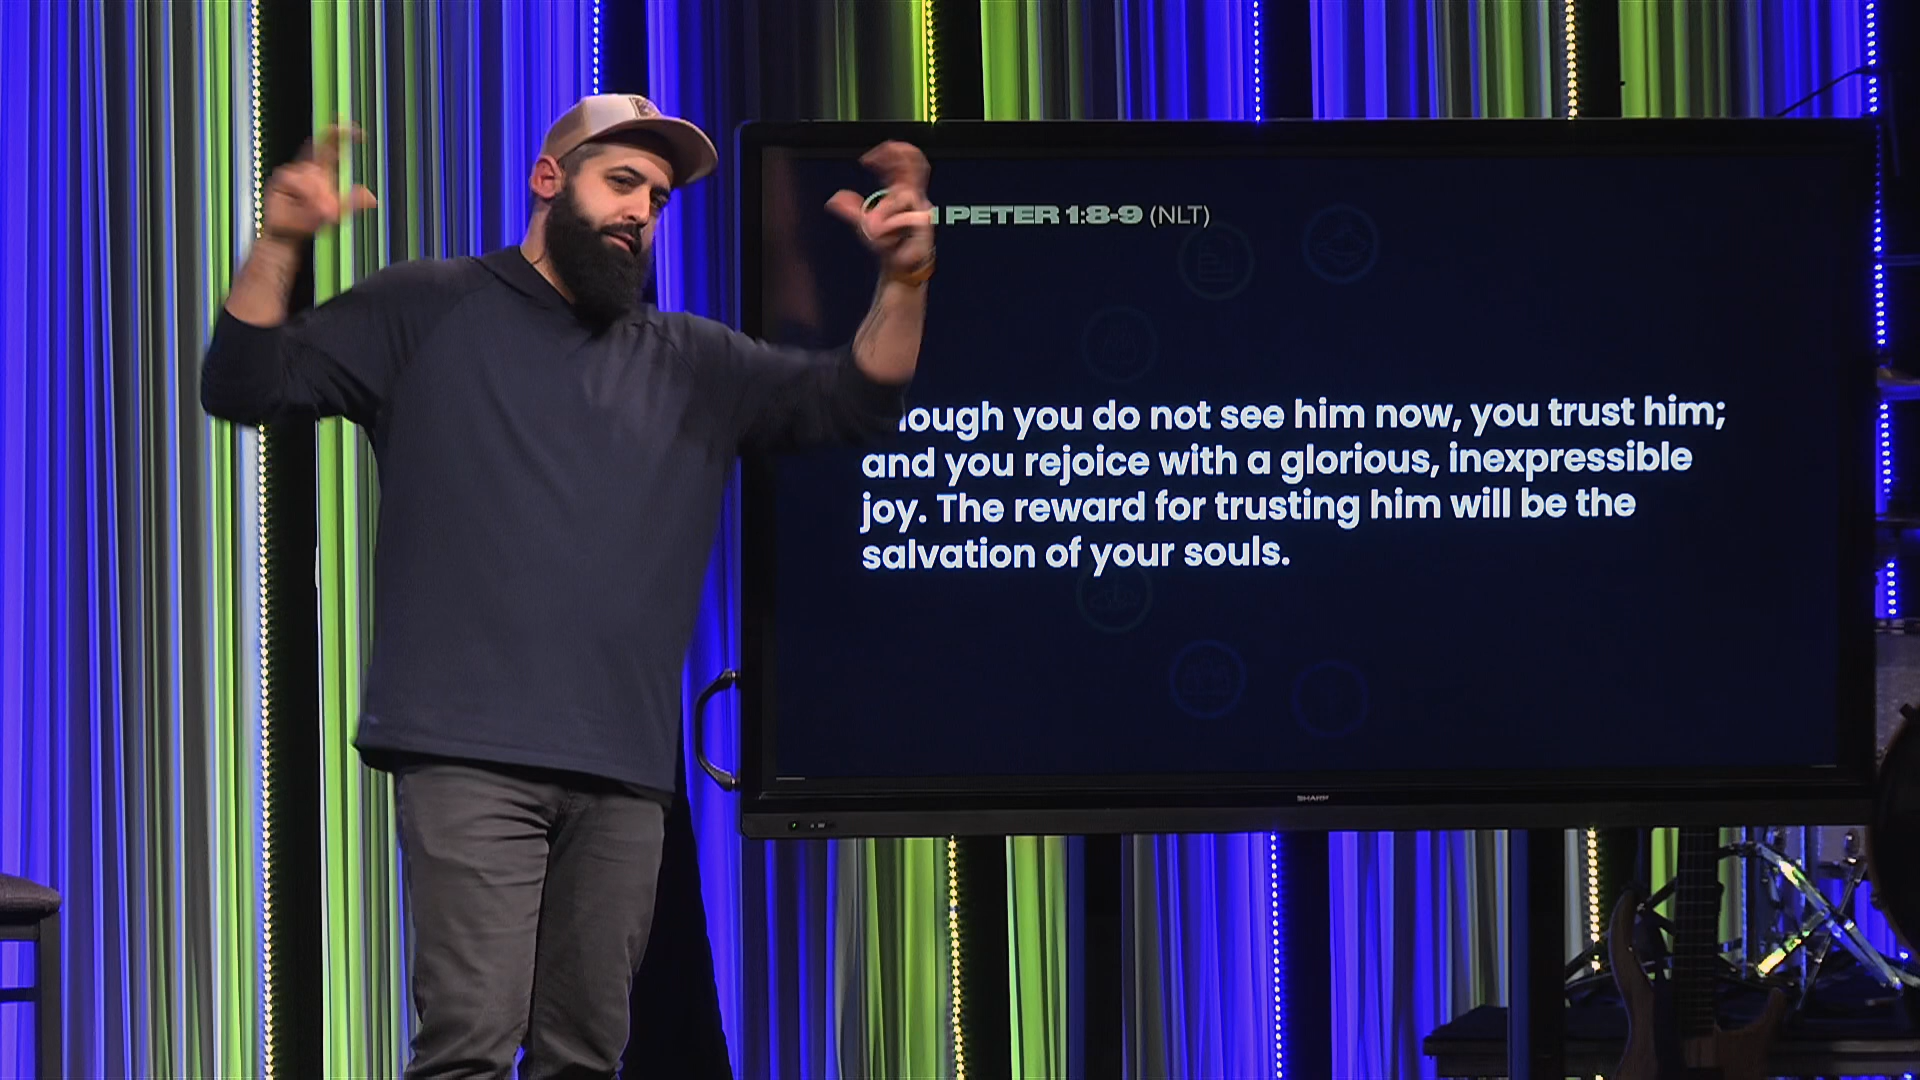 1 PETER 1:8-9 (NLT)
you do not see him now, you trust him;
and you rejoice with a glorious, inexpressible
joy. The reward for trusting him will be the
salvation of your souls.
SHARP